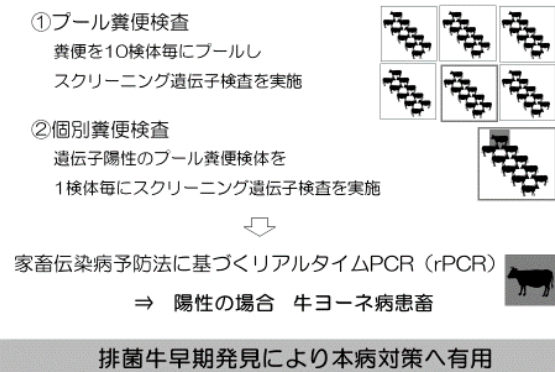 ①プール糞便検査
糞便を10検体毎にプールし
スクリーニング遺伝子検査を実施
②個別糞便検査
遺伝子陽性のプール糞便検体を
1検体毎にスクリーニング遺伝子検査を実施
家畜伝染病予防法に基づくリアルタイムPCR（rPCR）
⇒ 陽性の場合 牛ヨーネ病患畜
排菌牛早期発見により本病対策へ有用